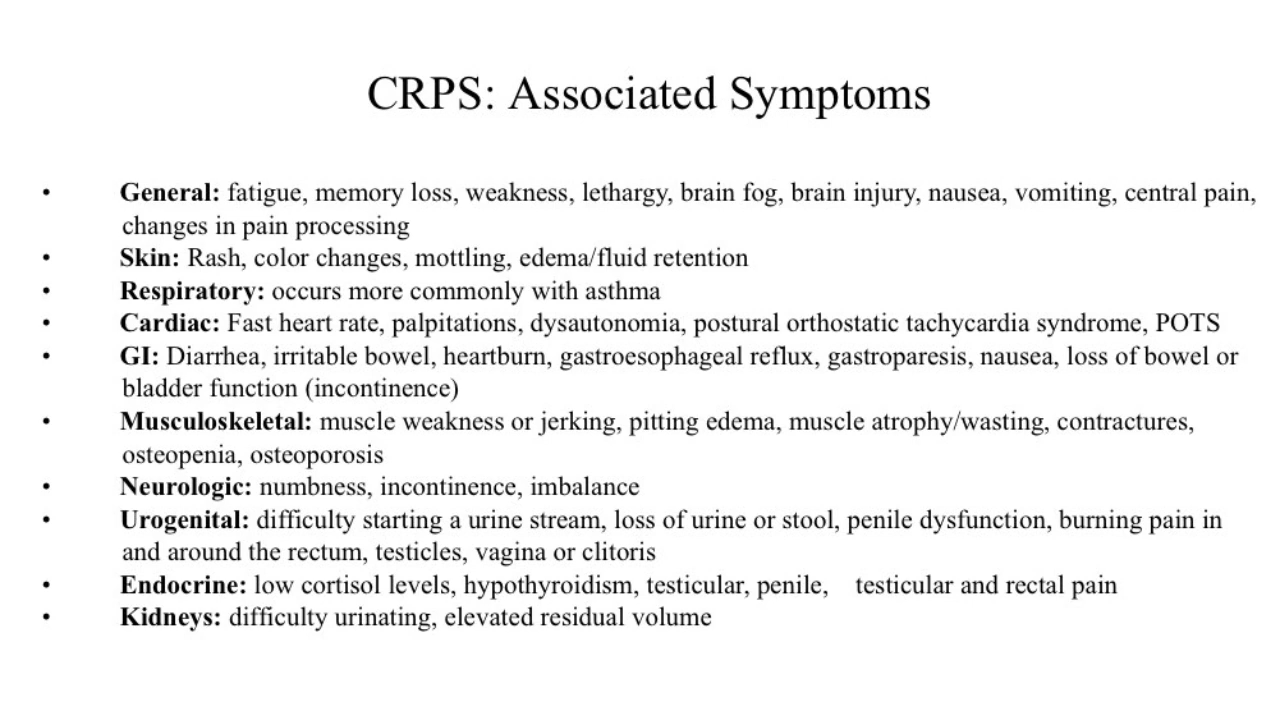 CRPS: Associated Symptoms
• General: fatigue, memory loss, weakness, lethargy, brain fog, brain injury, nausea, vomiting, central pain,
changes in pain processing
• Skin: Rash, color changes, mottling, edema/fluid retention
• Respiratory: occurs more commonly with asthma
• Cardiac: Fast heart rate, palpitations, dysautonomia, postural orthostatic tachycardia syndrome, POTS
• GI: Diarrhea, irritable bowel, heartburn, gastroesophageal reflux, gastroparesis, nausea, loss of bowel or
bladder function (incontinence)
• Musculoskeletal: muscle weakness or jerking, pitting edema, muscle atrophy/wasting, contractures,
osteopenia, osteoporosis
• Neurologic: numbness, incontinence, imbalance
• Urogenital: difficulty starting a urine stream, loss of urine or stool, penile dysfunction, burning pain in
and around the rectum, testicles, vagina or clitoris
• Endocrine: low cortisol levels, hypothyroidism, testicular, penile, testicular and rectal pain
• Kidneys: difficulty urinating, elevated residual volume